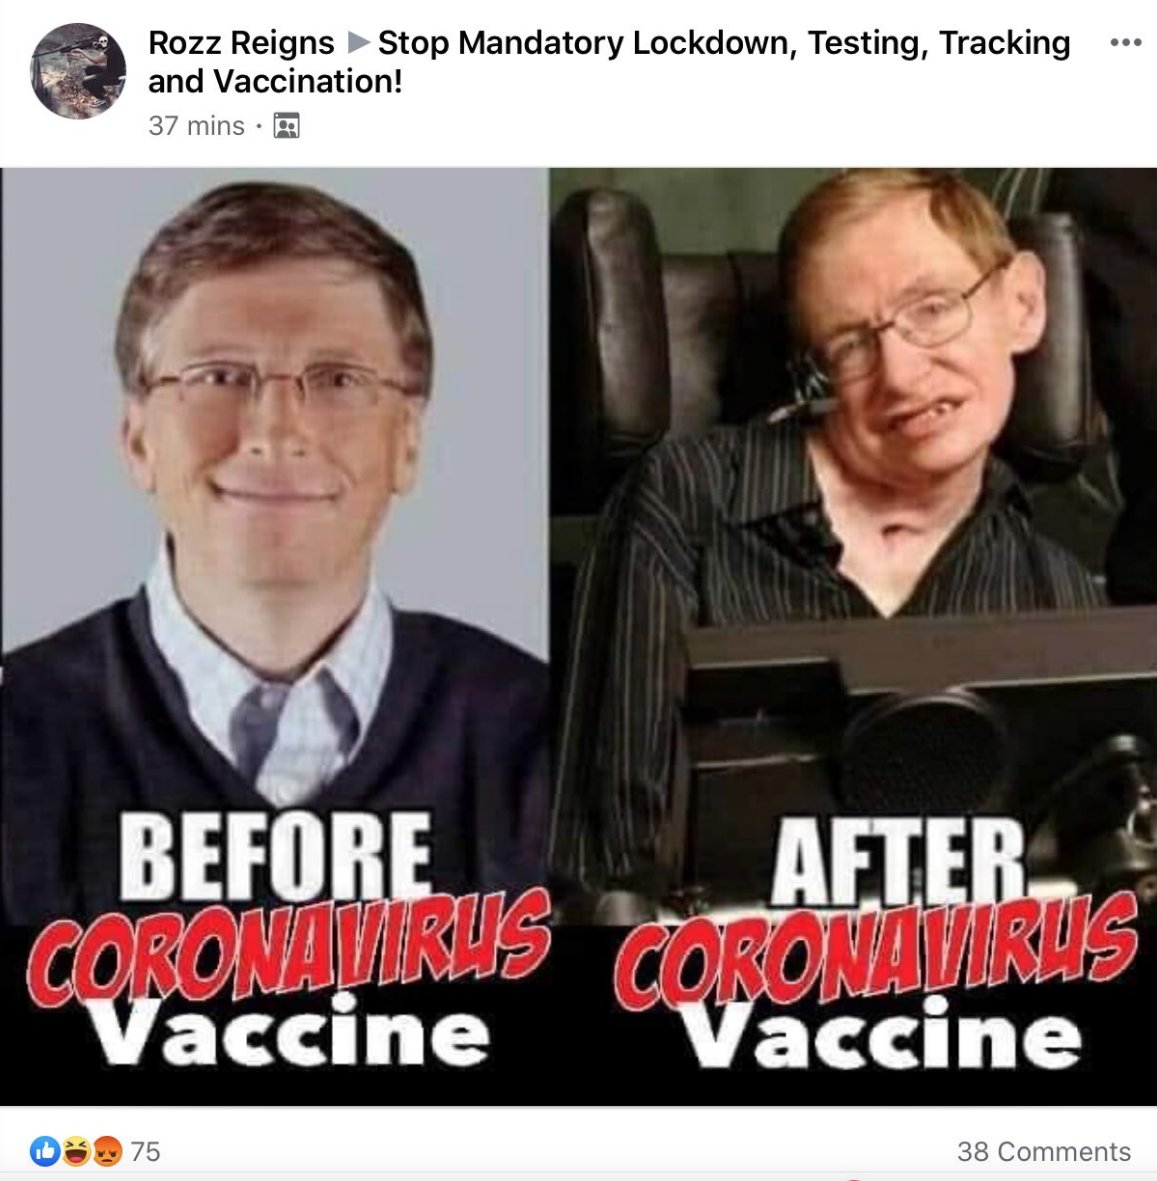 Rozz Reigns ▶ Stop Mandatory Lockdown, Testing, Tracking
and Vaccination!
37 mins ·
BEFORE
CORONAVIRUS
Vaccine
AFTER
CORONAVIRUS
Vaccine
75
38 Comments